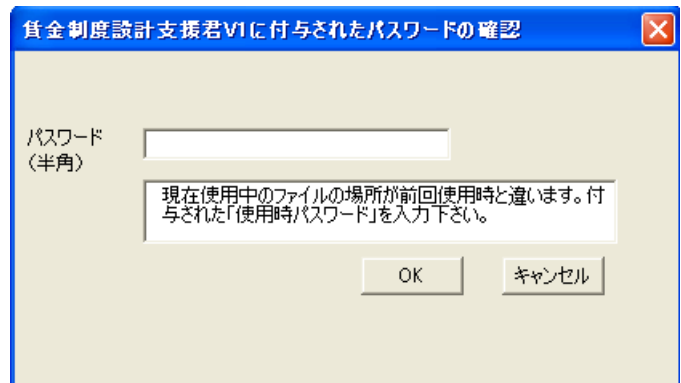 賃金制度設計支援君V1に付与されたパスワードの確認
パスワード
(半角)
現在使用中のファイルの場所が前回使用時と違います。付
与された「使用時パスワード」を入力下さい。
OK
キャンセル